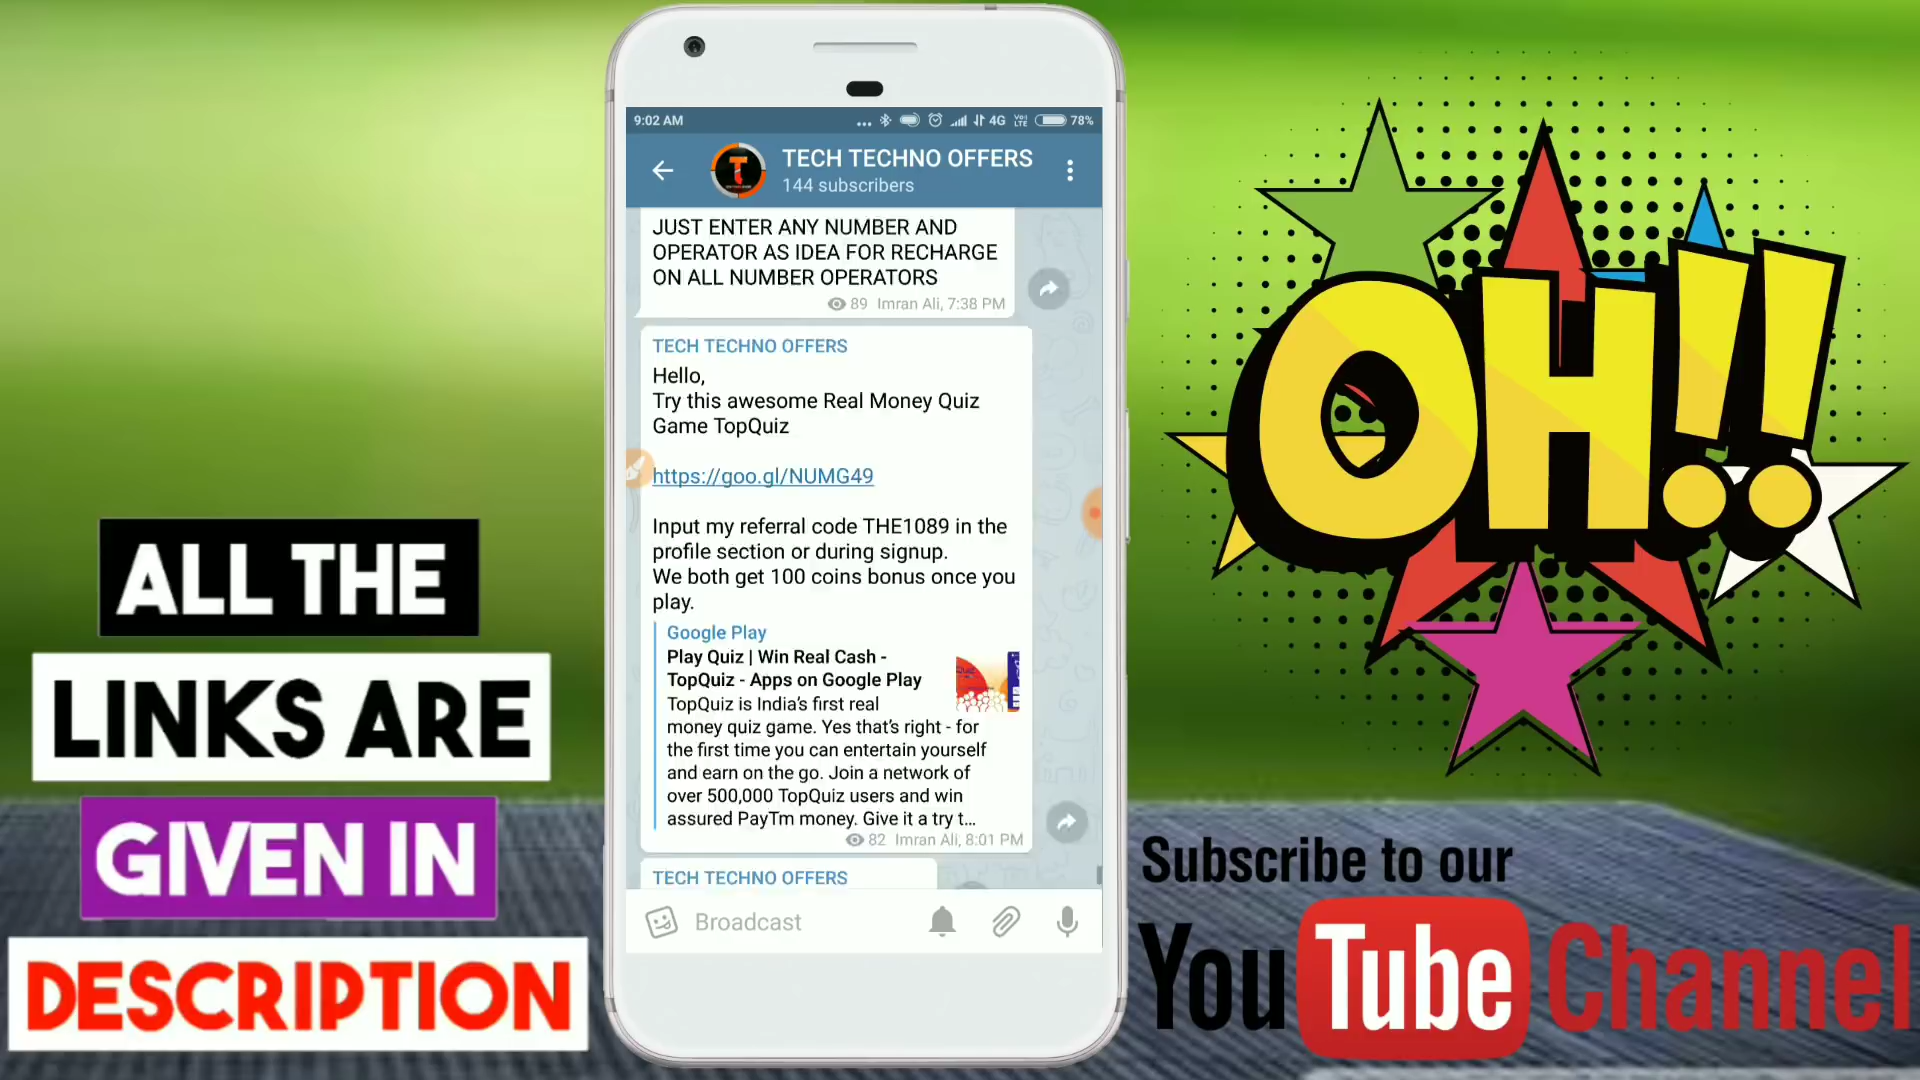 ALL THE
LINKS ARE
GIVEN IN
DESCRIPTION
9:02 AM
4G
Vo)
LTE
78%
T
TECH TECHNO OFFERS
144 subscribers
JUST ENTER ANY NUMBER AND
OPERATOR AS IDEA FOR RECHARGE
ON ALL NUMBER OPERATORS
89 Imran Ali, 7:38 PM
TECH TECHNO OFFERS
Hello,
Try this awesome Real Money Quiz
Game TopQuiz
https://goo.gl/NUMG49
Input my referral code THE1089 in the
profile section or during signup.
We both get 100 coins bonus once you
play.
Google Play
Play Quiz | Win Real Cash -
TopQuiz - Apps on Google Play
TopQuiz is India's first real
money quiz game. Yes that's right - for
the first time you can entertain yourself
and earn on the go. Join a network of
over 500,000 TopQuiz users and win
assured PayTm money. Give it a try t...
82 Imran Ali, 8:01 PM
TECH TECHNO OFFERS
Broadcast
OH!!
Subscribe to our
YouTube Channel